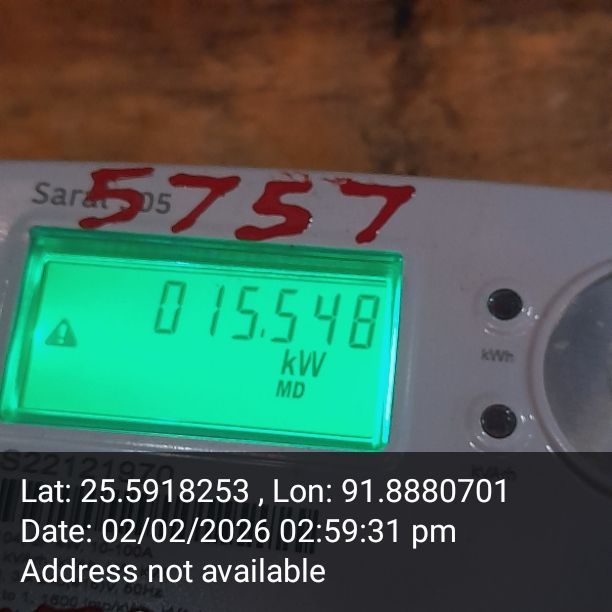 5757
015.548
kW
MD
kWh
S22121970
Lat: 25.5918253 , Lon: 91.8880701
Date: 02/02/2026 02:59:31 pm
Address not available